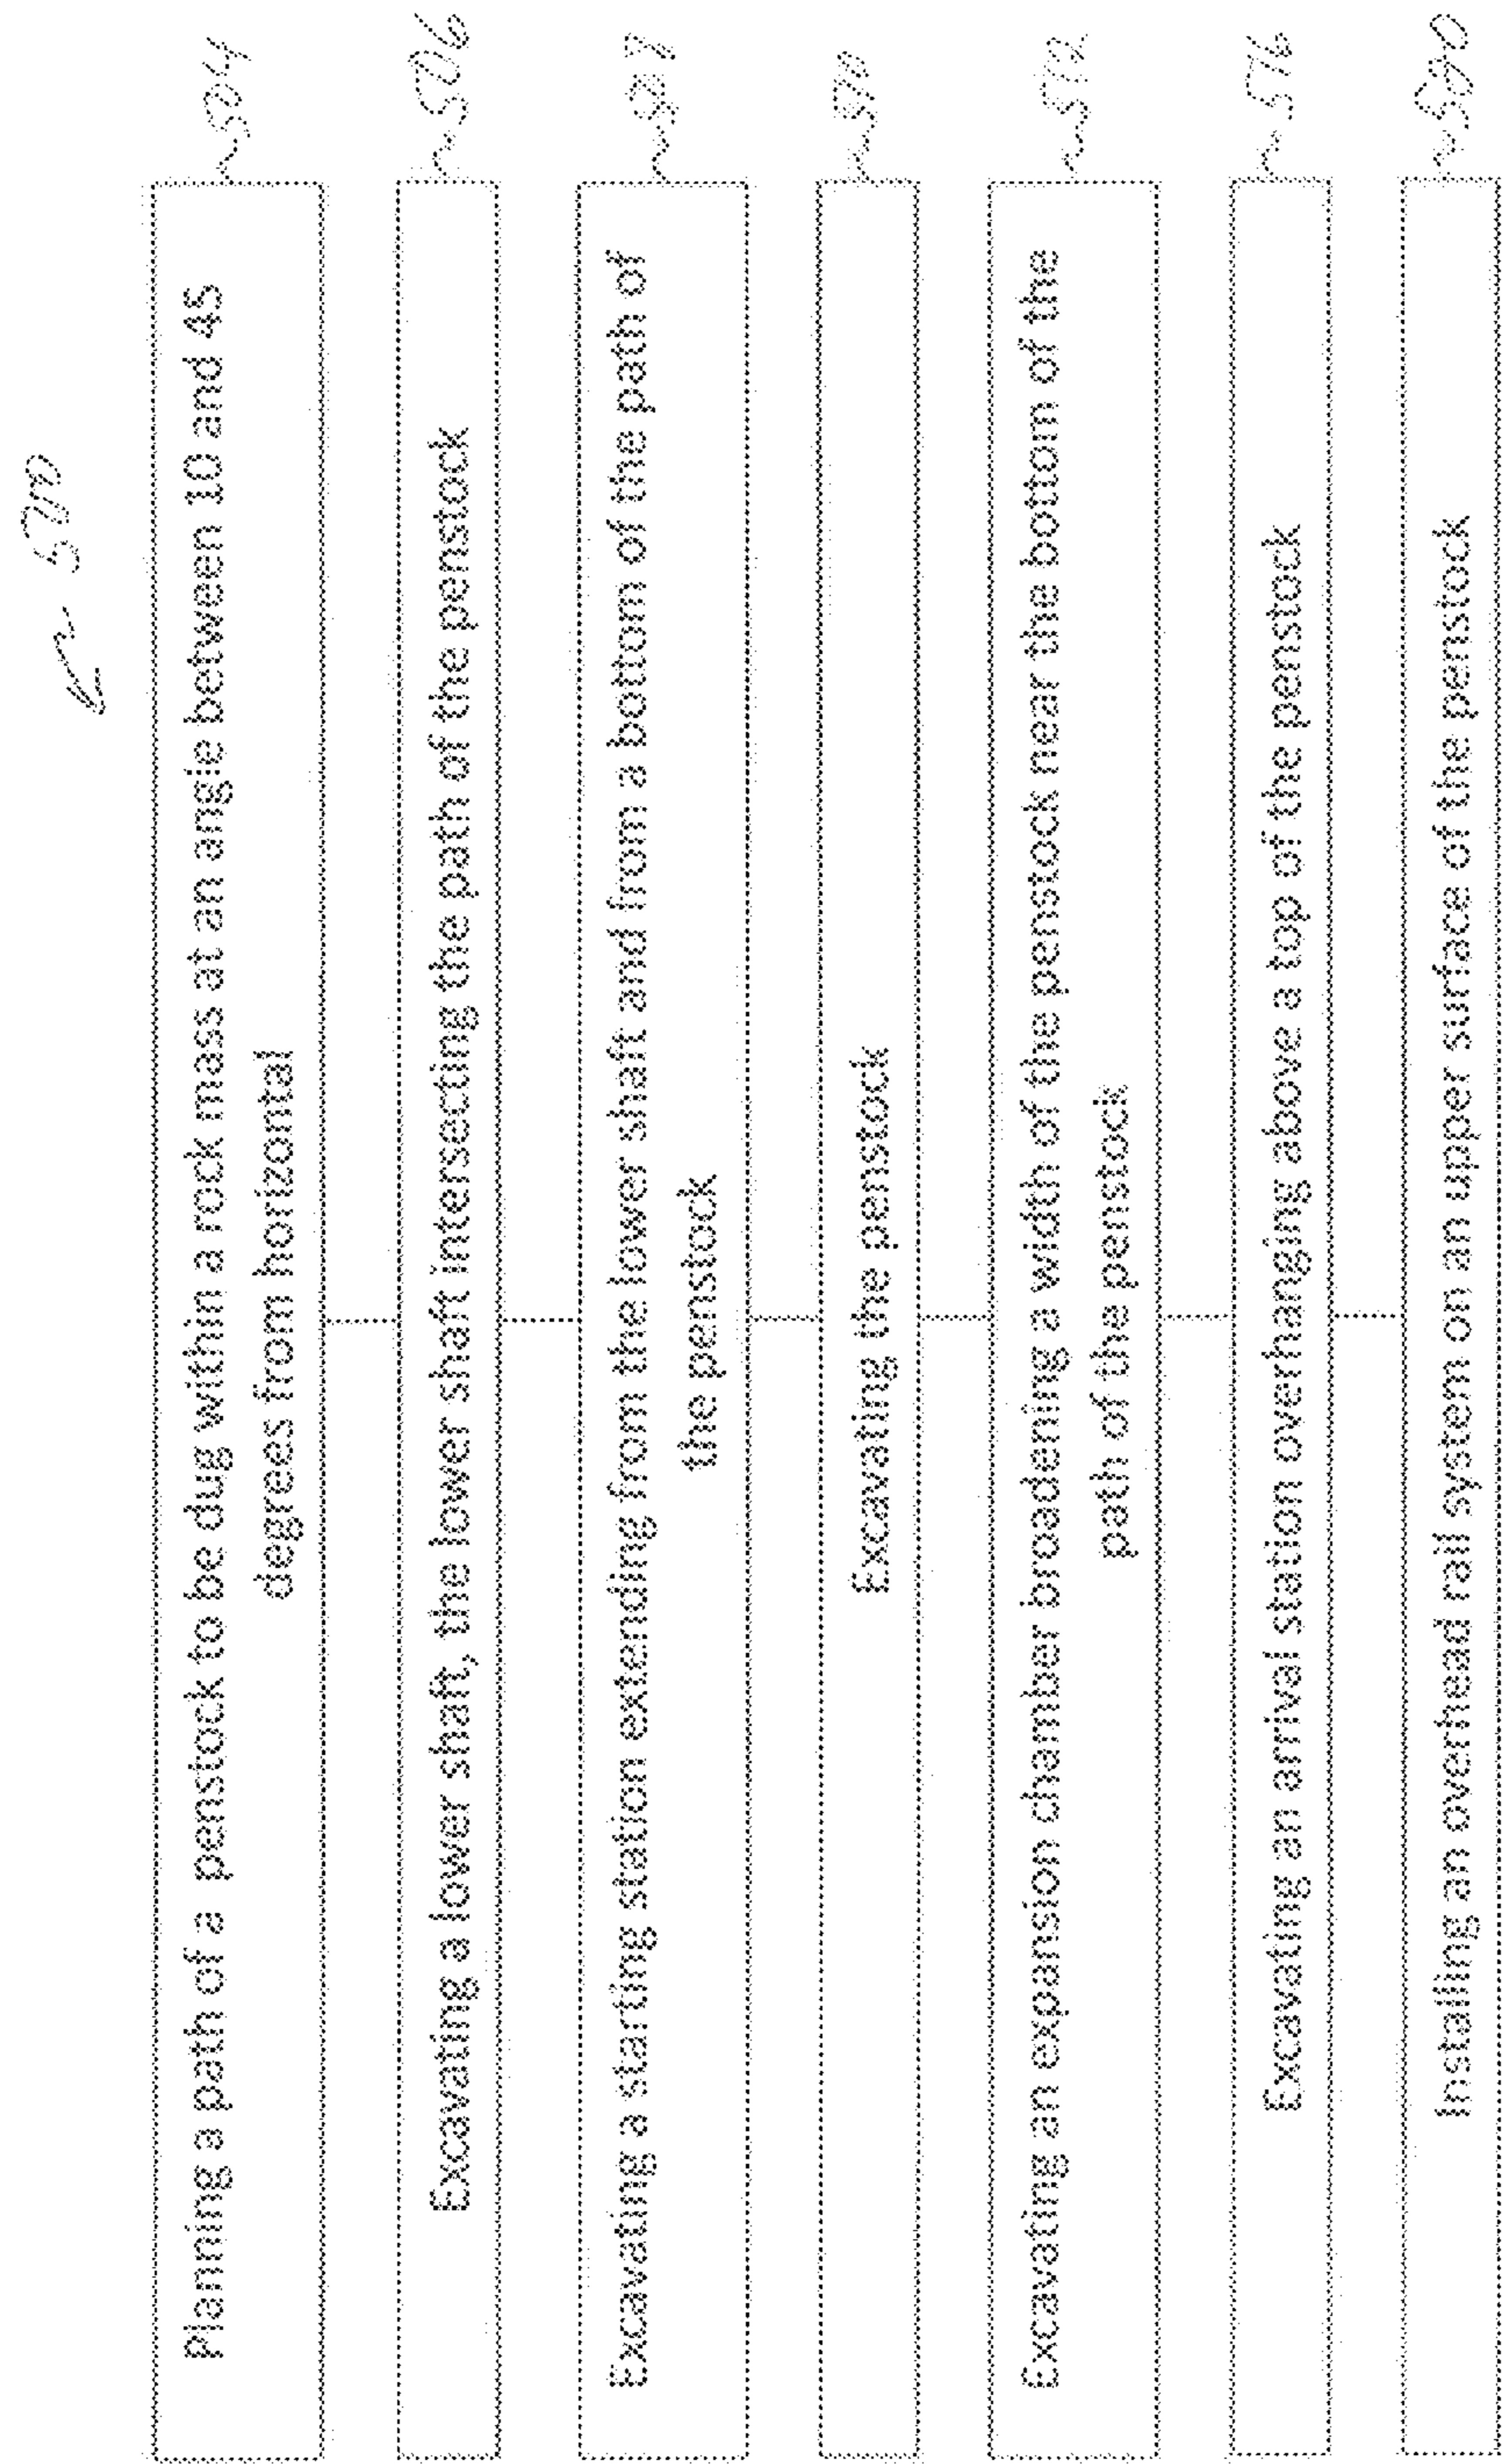 500
Planning a path of a penstock to be dug within a rock mass at an angle between 10 and 45
degrees from horizontal
504
Excavating a lower shaft, the lower shaft intersecting the path of the penstock
506
Excavating a starting station extending from the lower shaft and from a bottom of the path of
the penstock
508
Excavating the penstock
510
Excavating an expansion chamber broadening a width of the penstock near the bottom of the
path of the penstock
512
Excavating an arrival station overhanging above a top of the penstock
516
Installing an overhead rail system on an upper surface of the penstock
520